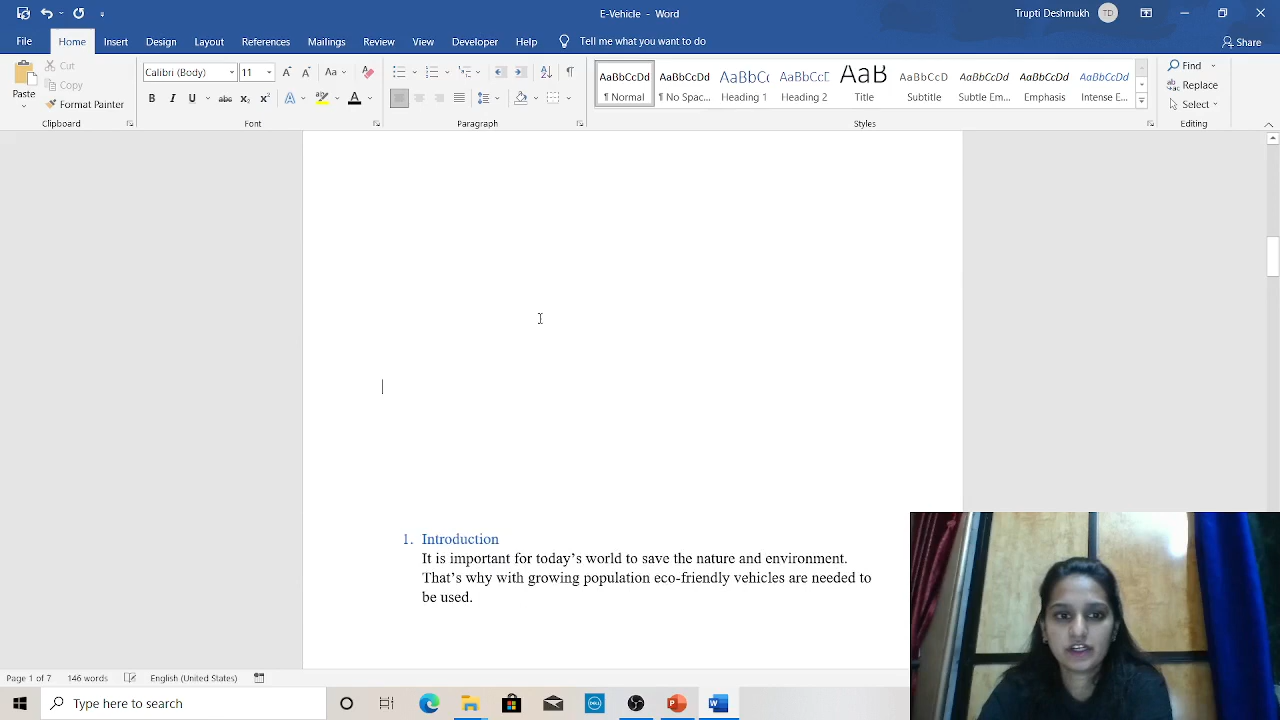 E-Vehicle - Word
Trupti Deshmukh TD
File Home Insert Design Layout References Mailings Review View Developer Help Tell me what you want to do Share
Paste Cut Copy Format Painter
Calibri (Body) 11
AaBbCcDd AaBbCcDd AaBbCc AaBbCcE AaB AaBbCcD AaBbCcDd AaBbCcDd AaBbCcDd
¶ Normal ¶ No Spac... Heading 1 Heading 2 Title Subtitle Subtle Em... Emphasis Intense E...
Find
Replace
Select
Clipboard Font Paragraph Styles Editing
1. Introduction
It is important for today’s world to save the nature and environment.
That’s why with growing population eco-friendly vehicles are needed to
be used.
Page 1 of 7 146 words English (United States)
Type here to search